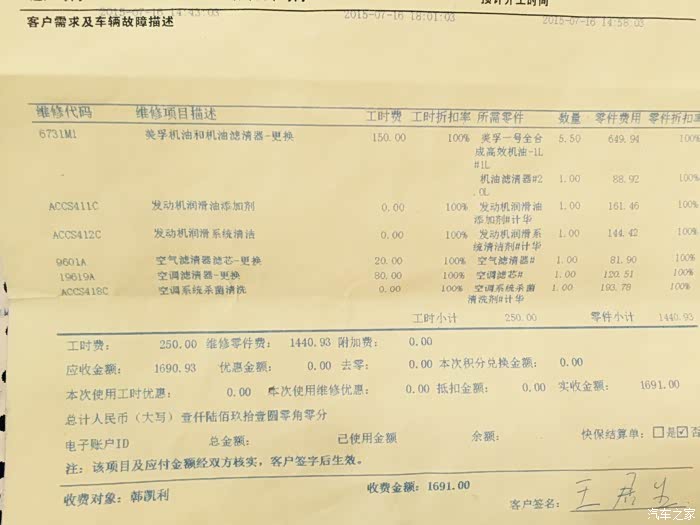 预计开工时间
2015-07-16 14:43:03 2015-07-16 18:01:03 2015-07-16 14:58:03
客户需求及车辆故障描述
维修代码 维修项目描述 工时费 工时折扣率 所需零件 数量 零件费用 零件折扣率
6731M1 美孚机油和机油滤清器-更换 150.00 100% 美孚一号全合 5.50 649.94 100%
成高效机油-1L
#1L
机油滤清器#2 1.00 88.92 100%
.0L
ACCS411C 发动机润滑油添加剂 0.00 100% 发动机润滑油 1.00 161.46 100%
添加剂#计华
ACCS412C 发动机润滑系统清洁 0.00 100% 发动机润滑系 1.00 144.42 100%
统清洁剂#计华
9601A 空气滤清器滤芯-更换 20.00 100% 空气滤清器# 1.00 81.90 100%
19619A 空调滤清器-更换 80.00 100% 空调滤芯# 1.00 120.51 100%
ACCS418C 空调系统杀菌清洗 0.00 100% 空调系统杀菌 1.00 193.78 100%
清洗剂#计华
工时小计 250.00 零件小计 1440.93
工时费: 250.00 维修零件费: 1440.93 附加费: 0.00
应收金额: 1690.93 优惠金额: 0.00 去零: 0.00 本次积分兑换金额: 0.00
本次使用工时优惠: 0.00 本次使用维修优惠: 0.00 抵扣金额: 0.00 实收金额: 1691.00
总计人民币(大写) 壹仟陆佰玖拾壹圆零角零分
电子账户ID 总金额: 已使用金额 余额: 快保结算单: □是☑否
注: 该项目及应付金额经双方核实, 客户签字后生效。
收费对象: 韩凯利 收费金额: 1691.00
客户签名:
汽车之家